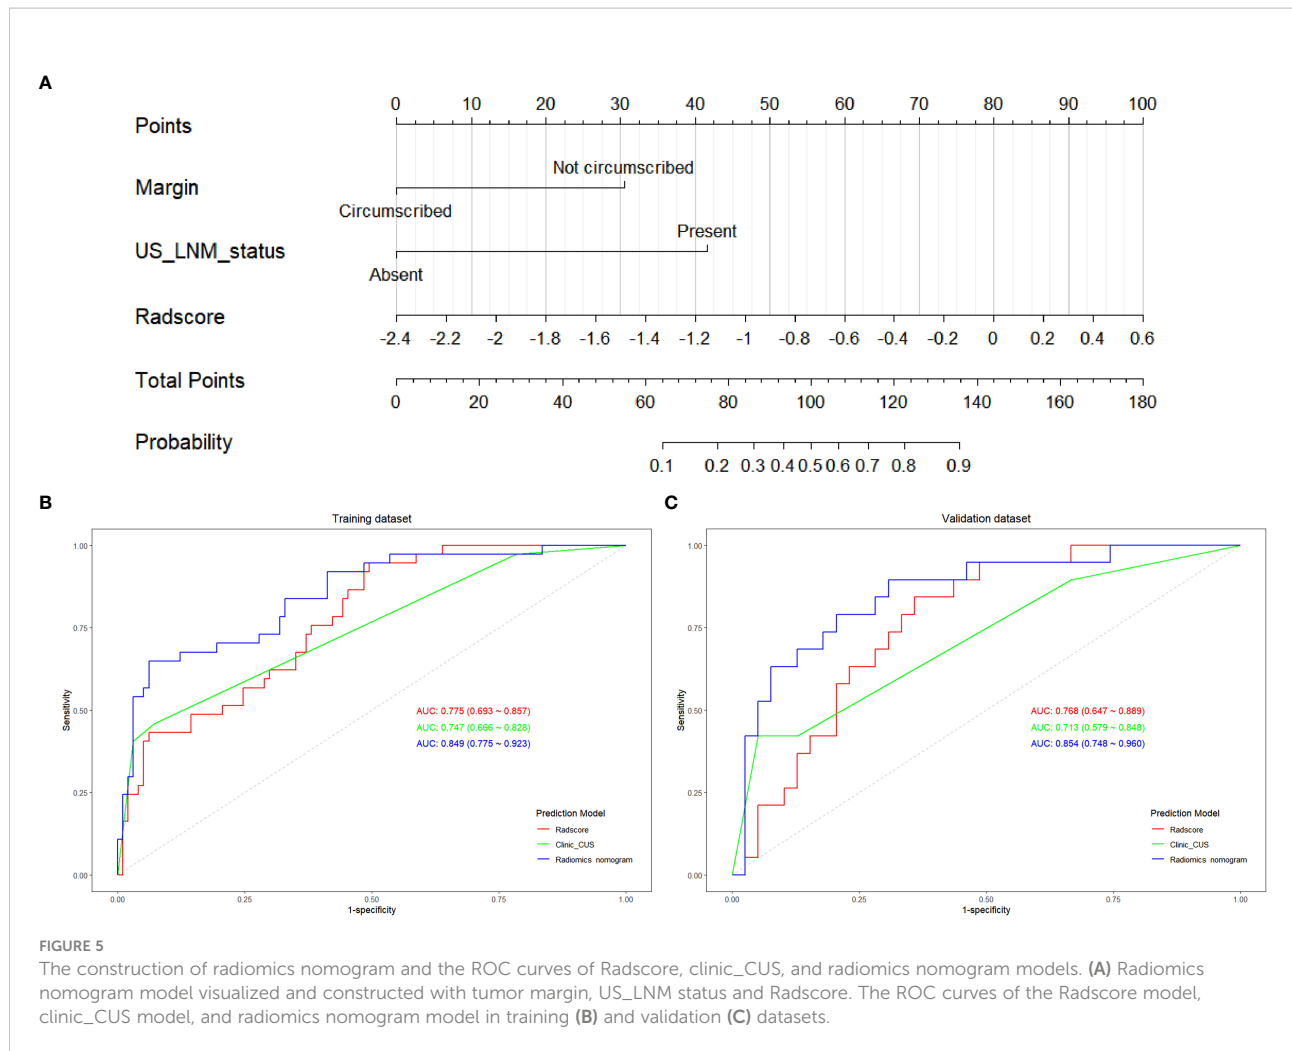 A
0 10 20 30 40 50 60 70 80 90 100
Points
Not circumscribed
Margin
Circumscribed
Present
US_LNM_status
Absent
Radscore
-2.4 -2.2 -2 -1.8 -1.6 -1.4 -1.2 -1 -0.8 -0.6 -0.4 -0.2 0 0.2 0.4 0.6
Total Points
0 20 40 60 80 100 120 140 160 180
Probability
0.1 0.2 0.3 0.4 0.5 0.6 0.7 0.8 0.9
B
Training dataset
1.00
0.75
0.50
0.25
0.00
Sensitivity
AUC: 0.775 (0.693 ~ 0.857)
AUC: 0.747 (0.666 ~ 0.828)
AUC: 0.849 (0.775 ~ 0.923)
Prediction Model
Radscore
Clinic_CUS
Radiomics nomogram
0.00 0.25 0.50 0.75 1.00
1-specificity
C
Validation dataset
1.00
0.75
0.50
0.25
0.00
Sensitivity
AUC: 0.768 (0.647 ~ 0.889)
AUC: 0.713 (0.579 ~ 0.848)
AUC: 0.854 (0.748 ~ 0.960)
Prediction Model
Radscore
Clinic_CUS
Radiomics nomogram
0.00 0.25 0.50 0.75 1.00
1-specificity
FIGURE 5
The construction of radiomics nomogram and the ROC curves of Radscore, clinic_CUS, and radiomics nomogram models. (A) Radiomics
nomogram model visualized and constructed with tumor margin, US_LNM status and Radscore. The ROC curves of the Radscore model,
clinic_CUS model, and radiomics nomogram model in training (B) and validation (C) datasets.